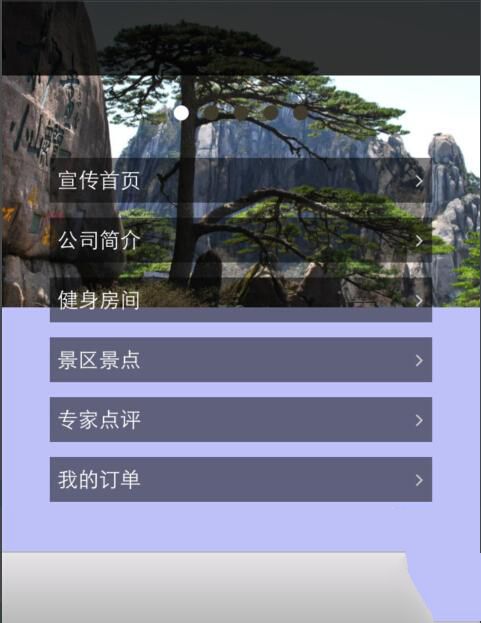 宣传首页
公司简介
健身房间
景区景点
专家点评
我的订单